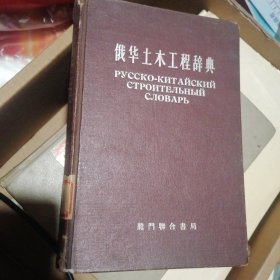 俄华土木工程辞典
РУССКО-КИТАЙСКИЙ
СТРОИТЕЛЬНЫЙ
СЛОВАРЬ
龍門聯合書局